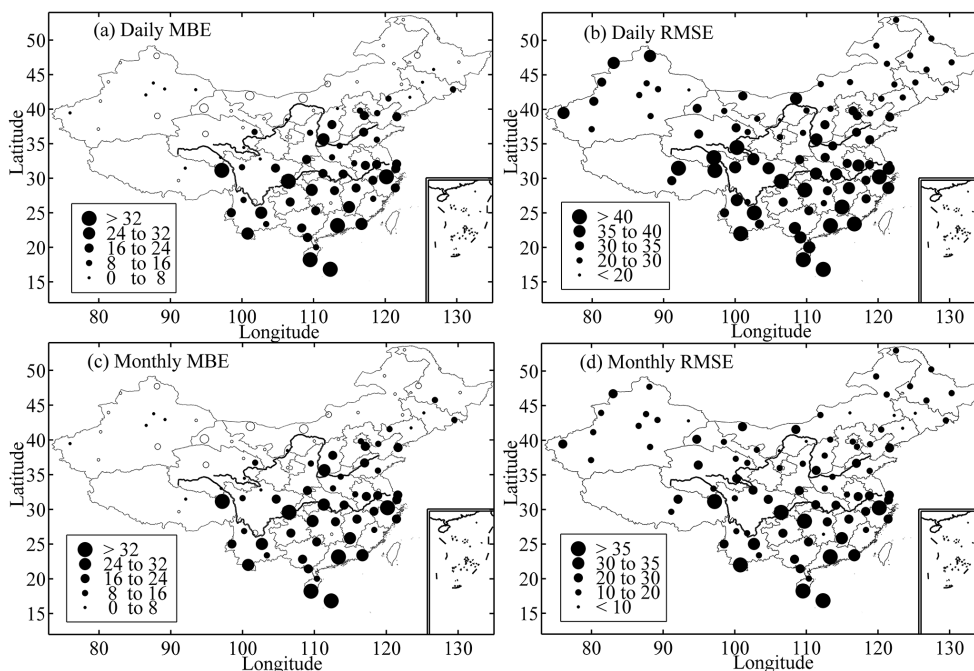 (a) Daily MBE
50
45
40
35
30
25
20
15
Latitude
> 32
24 to 32
16 to 24
8 to 16
0 to 8
80 90 100 110 120 130
Longitude
(b) Daily RMSE
50
45
40
35
30
25
20
15
Latitude
> 40
35 to 40
30 to 35
20 to 30
< 20
80 90 100 110 120 130
Longitude
(c) Monthly MBE
50
45
40
35
30
25
20
15
Latitude
> 32
24 to 32
16 to 24
8 to 16
0 to 8
80 90 100 110 120 130
Longitude
(d) Monthly RMSE
50
45
40
35
30
25
20
15
Latitude
> 35
30 to 35
20 to 30
10 to 20
< 10
80 90 100 110 120 130
Longitude